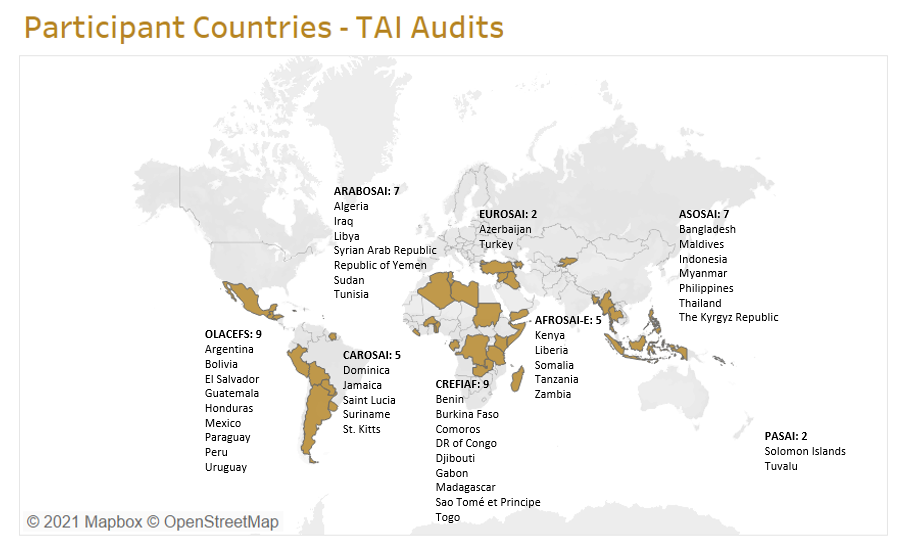 Participant Countries - TAI Audits
ARABOSAI: 7
Algeria
Iraq
Libya
Syrian Arab Republic
Republic of Yemen
Sudan
Tunisia
EUROSAI: 2
Azerbaijan
Turkey
ASOSAI: 7
Bangladesh
Maldives
Indonesia
Myanmar
Philippines
Thailand
The Kyrgyz Republic
OLACEFS: 9
Argentina
Bolivia
El Salvador
Guatemala
Honduras
Mexico
Paraguay
Peru
Uruguay
CAROSAI: 5
Dominica
Jamaica
Saint Lucia
Suriname
St. Kitts
AFROSAI-E: 5
Kenya
Liberia
Somalia
Tanzania
Zambia
CREFIAF: 9
Benin
Burkina Faso
Comoros
DR of Congo
Djibouti
Gabon
Madagascar
Sao Tomé et Principe
Togo
PASAI: 2
Solomon Islands
Tuvalu
© 2021 Mapbox © OpenStreetMap